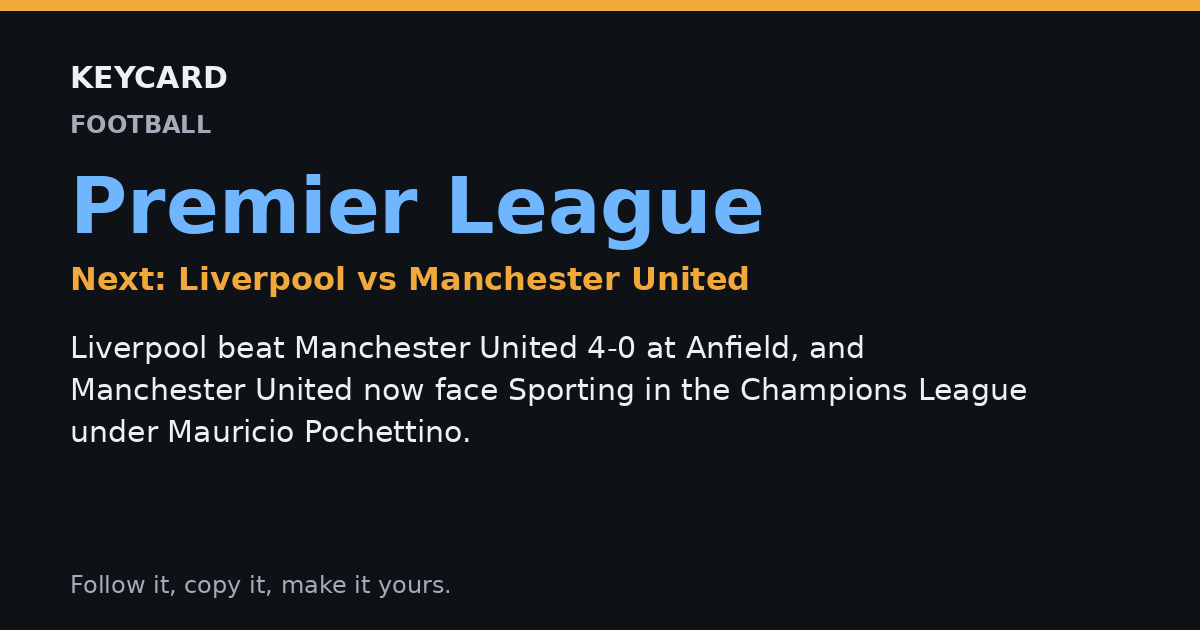 KEYCARD
FOOTBALL
Premier League
Next: Liverpool vs Manchester United
Liverpool beat Manchester United 4-0 at Anfield, and
Manchester United now face Sporting in the Champions League
under Mauricio Pochettino.
Follow it, copy it, make it yours.